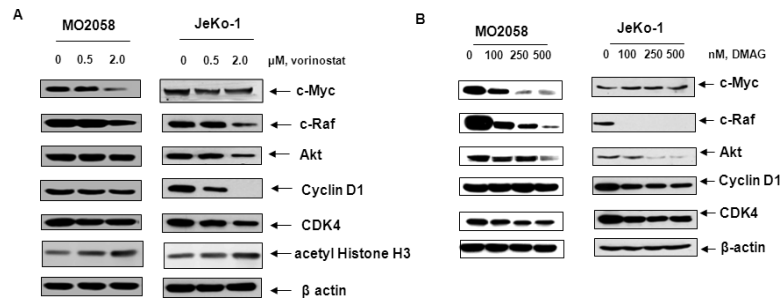 A
MO2058
JeKo-1
0 0.5 2.0
0 0.5 2.0
μM, vorinostat
c-Myc
c-Raf
Akt
Cyclin D1
CDK4
acetyl Histone H3
β actin
B
MO2058
JeKo-1
0 100 250 500
0 100 250 500
nM, DMAG
c-Myc
c-Raf
Akt
Cyclin D1
CDK4
β-actin